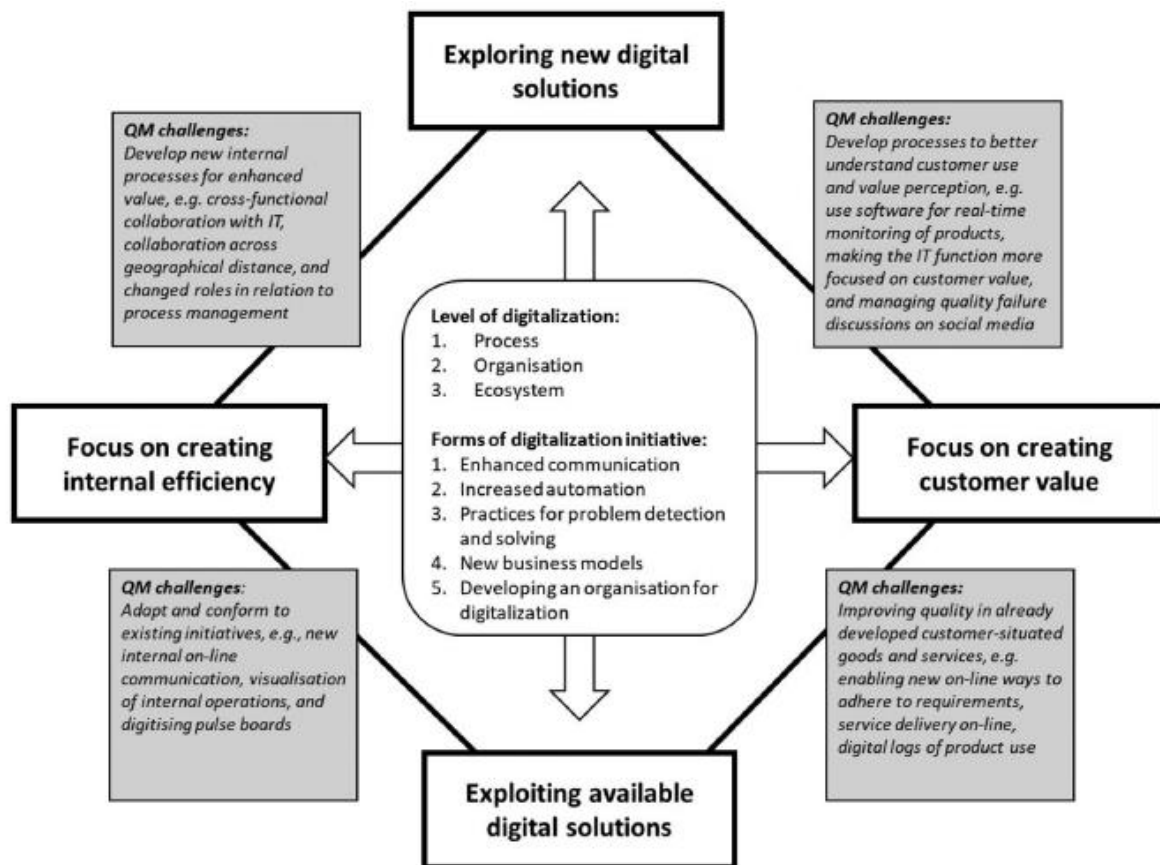 Exploring new digital
solutions
QM challenges:
Develop new internal
processes for enhanced
value, e.g. cross-functional
collaboration with IT,
collaboration across
geographical distance, and
changed roles in relation to
process management
QM challenges:
Develop processes to better
understand customer use
and value perception, e.g.
use software for real-time
monitoring of products,
making the IT function more
focused on customer value,
and managing quality failure
discussions on social media
Level of digitalization:
1. Process
2. Organisation
3. Ecosystem
Forms of digitalization initiative:
1. Enhanced communication
2. Increased automation
3. Practices for problem detection
and solving
4. New business models
5. Developing an organisation for
digitalization
Focus on creating
internal efficiency
Focus on creating
customer value
QM challenges:
Adapt and conform to
existing initiatives, e.g., new
internal on-line
communication, visualisation
of internal operations, and
digitising pulse boards
QM challenges:
Improving quality in already
developed customer-situated
goods and services, e.g.
enabling new on-line ways to
adhere to requirements,
service delivery on-line,
digital logs of product use
Exploiting available
digital solutions